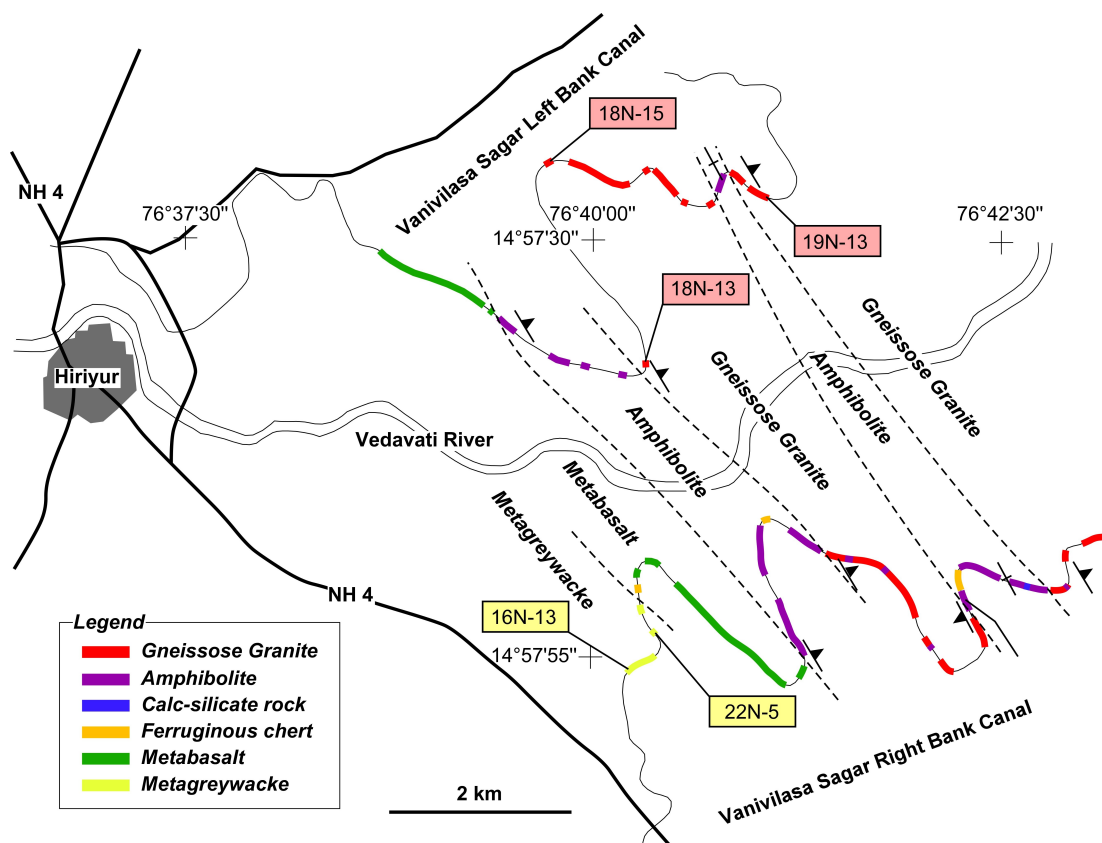 Vanivilasa Sagar Left Bank Canal
18N-15
NH 4
76°37'30''
76°40'00''
76°42'30''
14°57'30''
19N-13
18N-13
Gneissose Granite
Amphibolite
Gneissose Granite
Hiriyur
Vedavati River
Amphibolite
Metabasalt
Metagreywacke
NH 4
16N-13
14°57'55''
22N-5
Legend
Gneissose Granite
Amphibolite
Calc-silicate rock
Ferruginous chert
Metabasalt
Metagreywacke
2 km
Vanivilasa Sagar Right Bank Canal